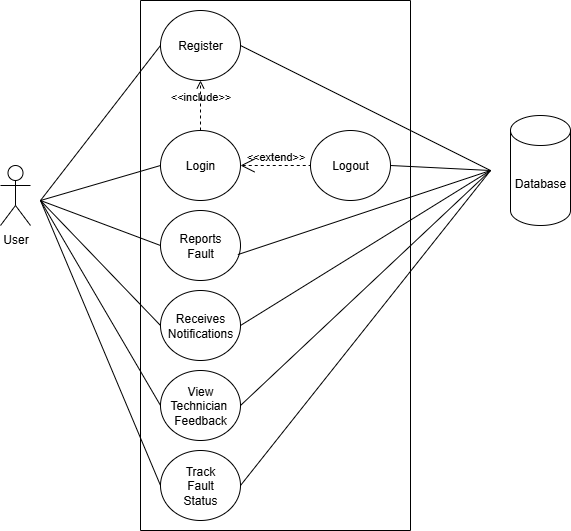 Register
<<include>>
Login
<<extend>>
Logout
User
Database
Reports
Fault
Receives
Notifications
View
Technician
Feedback
Track
Fault
Status